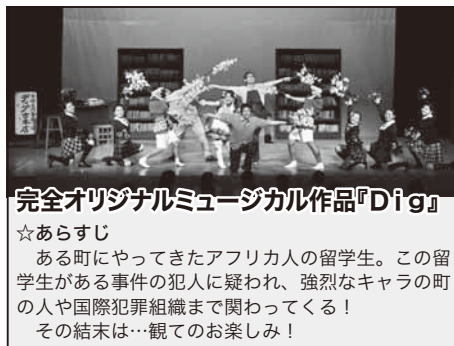 完全オリジナルミュージカル作品『Dig』
☆あらすじ
　ある町にやってきたアフリカ人の留学生。この留
学生がある事件の犯人に疑われ、強烈なキャラの町
の人や国際犯罪組織まで関わってくる！
　その結末は…観てのお楽しみ！